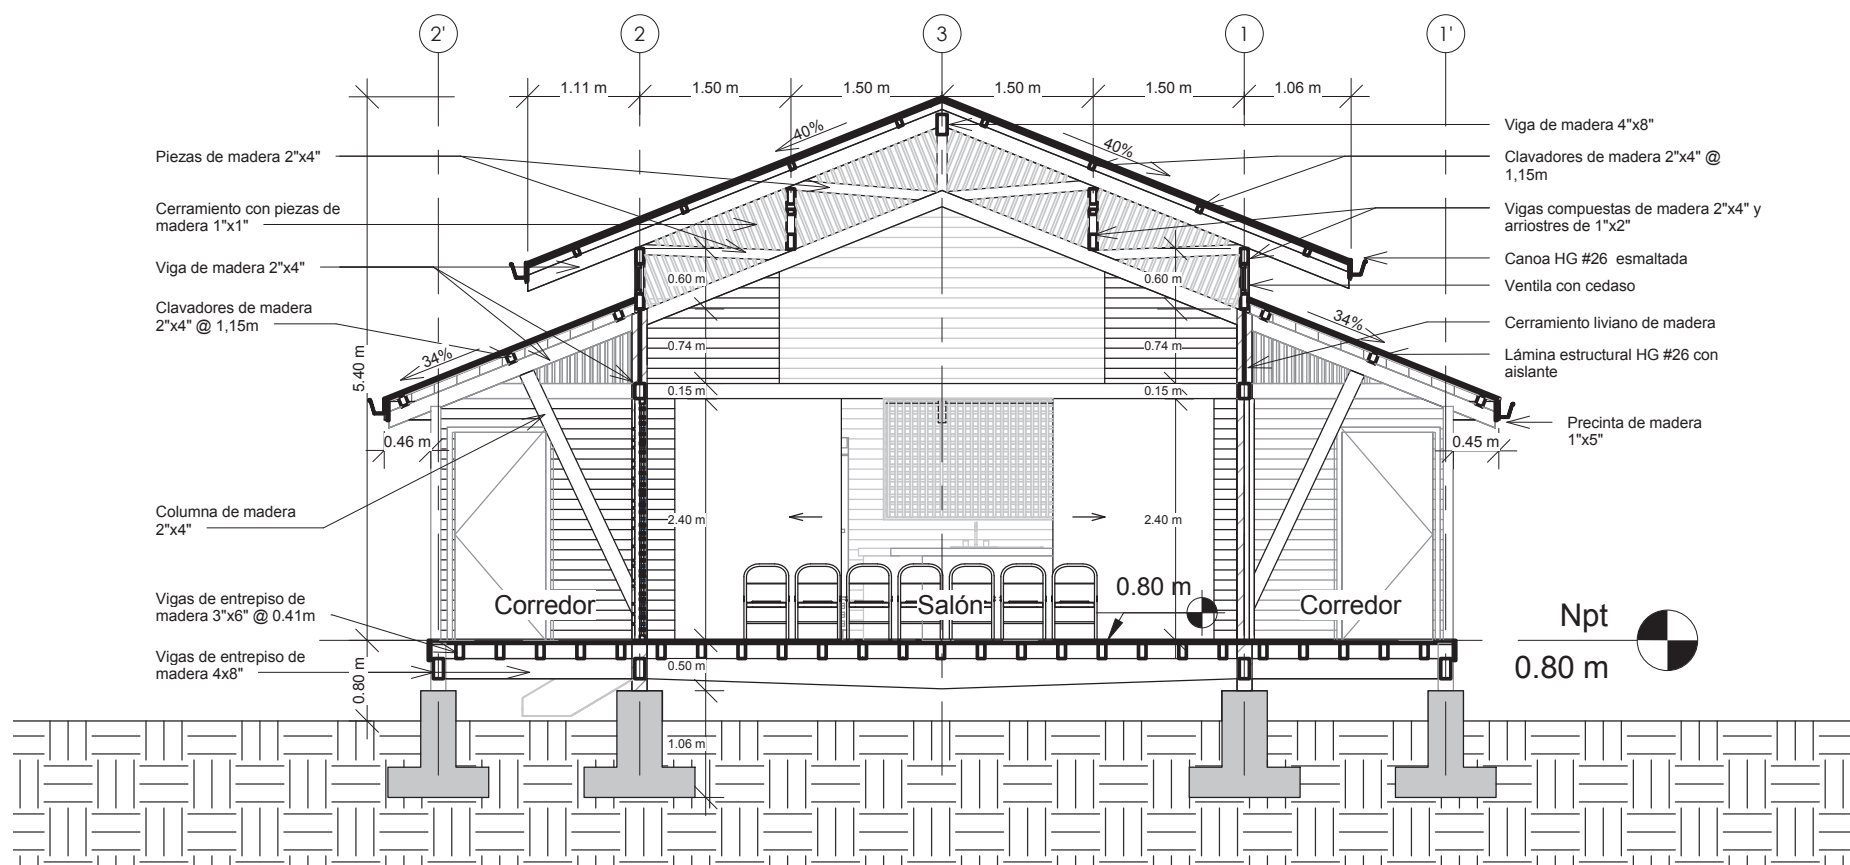 2'
2
3
1
1'
1.11 m
1.50 m
1.50 m
1.50 m
1.50 m
1.06 m
40%
40%
Piezas de madera 2"x4"
Cerramiento con piezas de
madera 1"x1"
Viga de madera 2"x4"
Clavadores de madera
2"x4" @ 1,15m
Columna de madera
2"x4"
Vigas de entrepiso de
madera 3"x6" @ 0.41m
Vigas de entrepiso de
madera 4x8"
Viga de madera 4"x8"
Clavadores de madera 2"x4" @
1,15m
Vigas compuestas de madera 2"x4" y
arriostres de 1"x2"
Canoa HG #26 esmaltada
Ventila con cedaso
Cerramiento liviano de madera
Lámina estructural HG #26 con
aislante
Precinta de madera
1"x5"
34%
34%
5.40 m
0.80 m
0.46 m
0.45 m
0.60 m
0.74 m
0.15 m
2.40 m
0.50 m
1.06 m
0.60 m
0.74 m
0.15 m
2.40 m
Corredor
Salón
0.80 m
Corredor
Npt
0.80 m